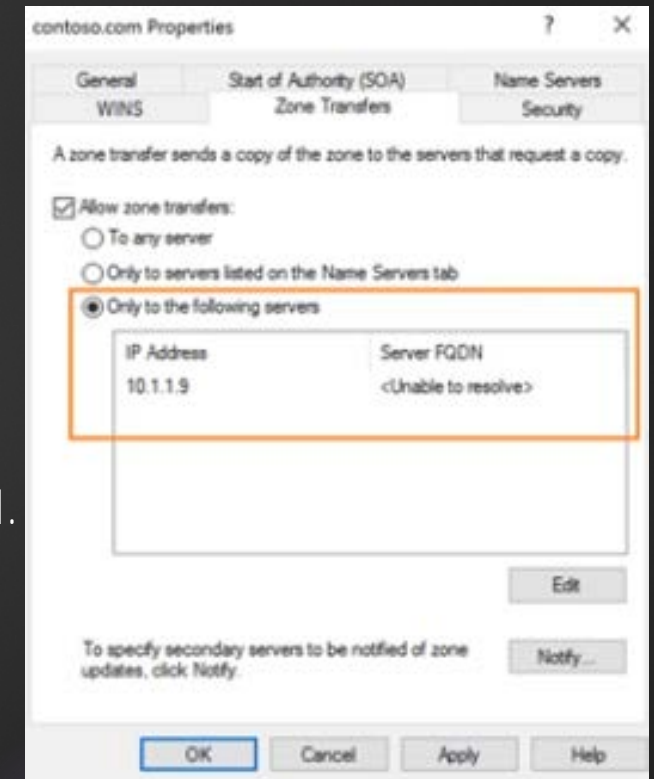 contoso.com Properties ? ×
General Start of Authority (SOA) Name Servers
WINS Zone Transfers Security
A zone transfer sends a copy of the zone to the servers that request a copy.
Allow zone transfers:
To any server
Only to servers listed on the Name Servers tab
Only to the following servers
IP Address Server FQDN
10.1.1.9 <Unable to resolve>
Edit
To specify secondary servers to be notified of zone
updates, click Notify.
Notify...
OK Cancel Apply Help